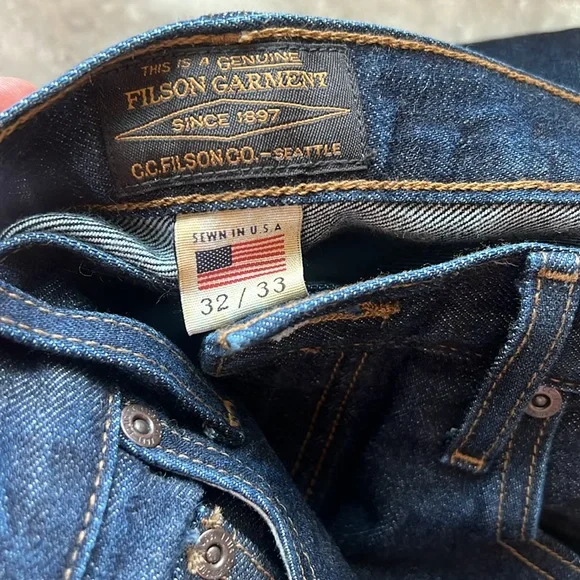 THIS IS A GENUINE
FILSON GARMENT
SINCE 1897
C.C.FILSON CO.–SEATTLE
SEWN IN U.S.A
32 / 33